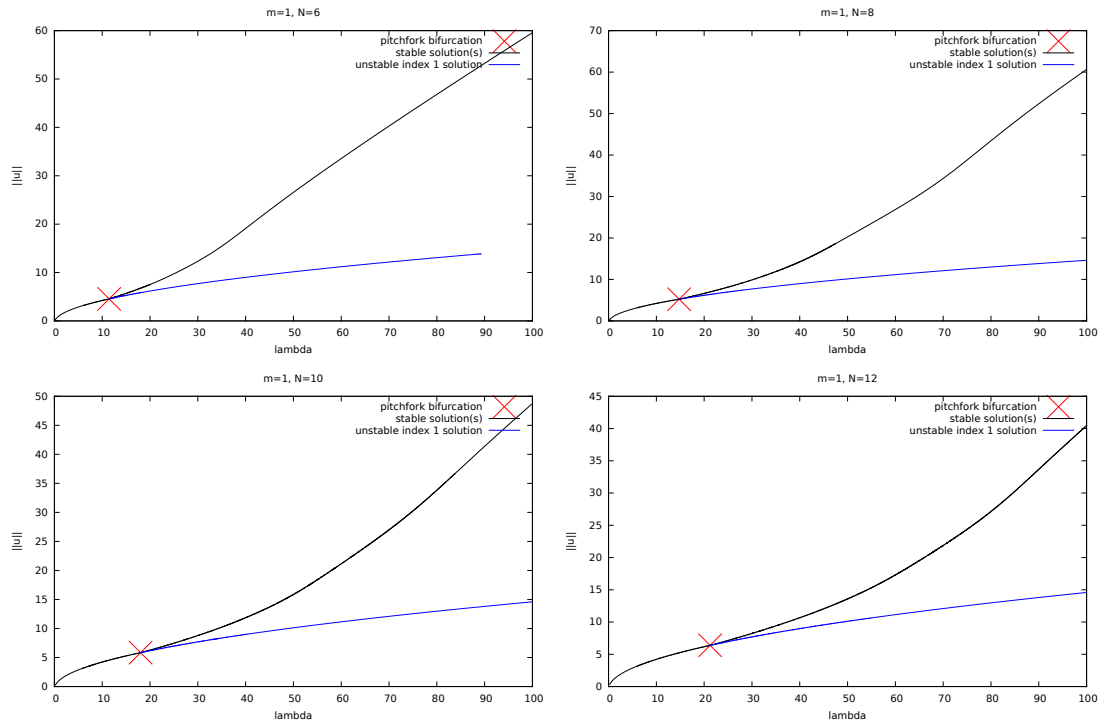 m=1, N=6
60
50
40
30
20
10
0
||u||
pitchfork bifurcation
stable solution(s)
unstable index 1 solution
0 10 20 30 40 50 60 70 80 90 100
lambda
m=1, N=8
70
60
50
40
30
20
10
0
||u||
pitchfork bifurcation
stable solution(s)
unstable index 1 solution
0 10 20 30 40 50 60 70 80 90 100
lambda
m=1, N=10
50
45
40
35
30
25
20
15
10
5
0
||u||
pitchfork bifurcation
stable solution(s)
unstable index 1 solution
0 10 20 30 40 50 60 70 80 90 100
lambda
m=1, N=12
45
40
35
30
25
20
15
10
5
0
||u||
pitchfork bifurcation
stable solution(s)
unstable index 1 solution
0 10 20 30 40 50 60 70 80 90 100
lambda